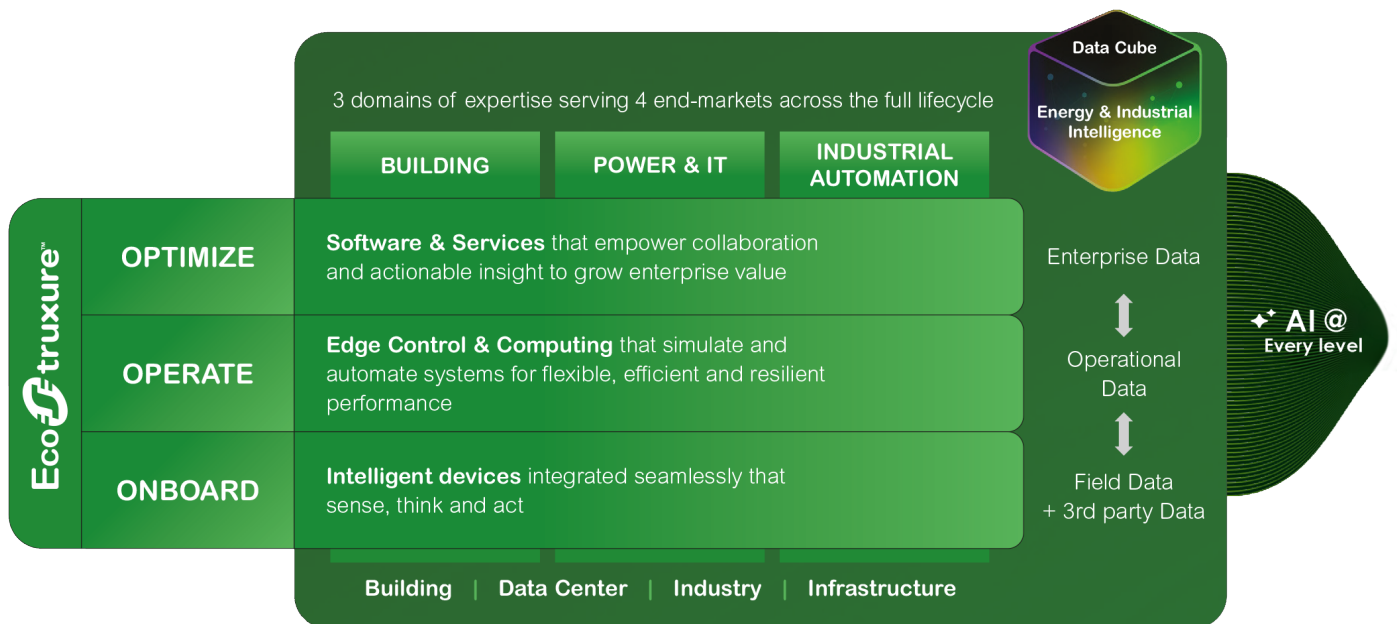 Data Cube
Energy & Industrial
Intelligence
3 domains of expertise serving 4 end-markets across the full lifecycle
BUILDING
POWER & IT
INDUSTRIAL
AUTOMATION
EcoStruxure™
OPTIMIZE
Software & Services that empower collaboration
and actionable insight to grow enterprise value
Enterprise Data
OPERATE
Edge Control & Computing that simulate and
automate systems for flexible, efficient and resilient
performance
Operational
Data
AI @
Every level
ONBOARD
Intelligent devices integrated seamlessly that
sense, think and act
Field Data
+ 3rd party Data
Building | Data Center | Industry | Infrastructure